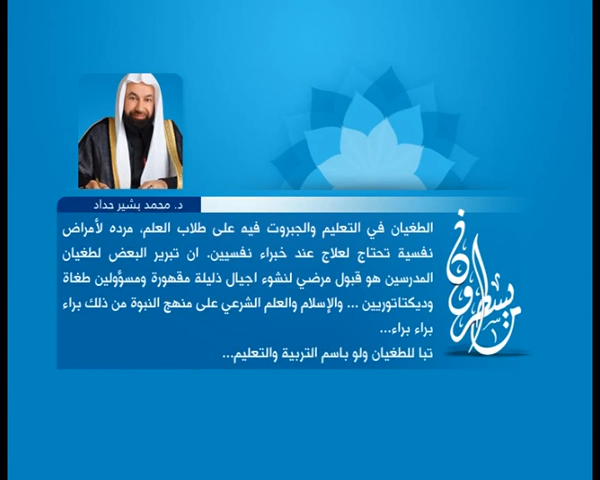 د. محمد بشير حداد
الطغيان في التعليم والجبروت فيه على طلاب العلم، مرده لأمراض
نفسية تحتاج لعلاج عند خبراء نفسيين. ان تبرير البعض لطغيان
المدرسين هو قبول مرضي لنشوء اجيال ذليلة مقهورة ومسؤولين طغاة
وديكتاتوريين ... والإسلام والعلم الشرعي على منهج النبوة من ذلك براء
براء براء...
تبا للطغيان ولو باسم التربية والتعليم...
مما يسطرون